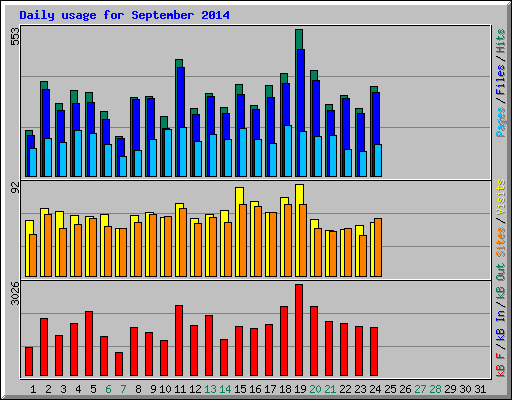 Daily usage for September 2014
553
Pages / Files / Hits
92
Sites / Visits
3026
kB F / kB In / kB Out
1 2 3 4 5 6 7 8 9 10 11 12 13 14 15 16 17 18 19 20 21 22 23 24 25 26 27 28 29 30 31